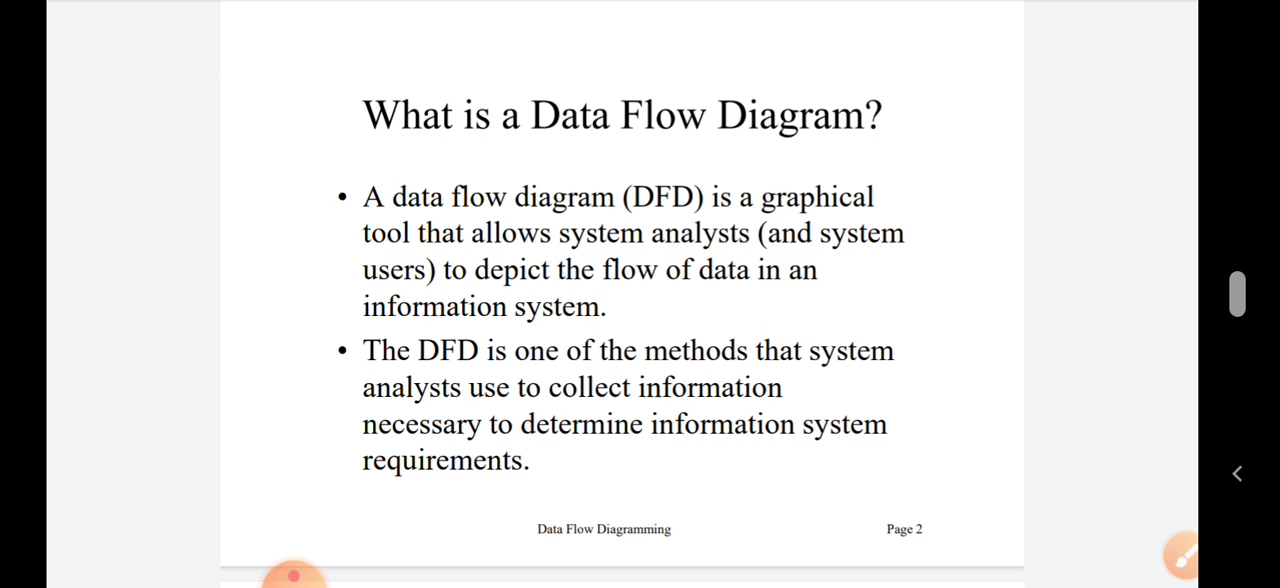 What is a Data Flow Diagram?
• A data flow diagram (DFD) is a graphical
tool that allows system analysts (and system
users) to depict the flow of data in an
information system.
• The DFD is one of the methods that system
analysts use to collect information
necessary to determine information system
requirements.
Data Flow Diagramming
Page 2